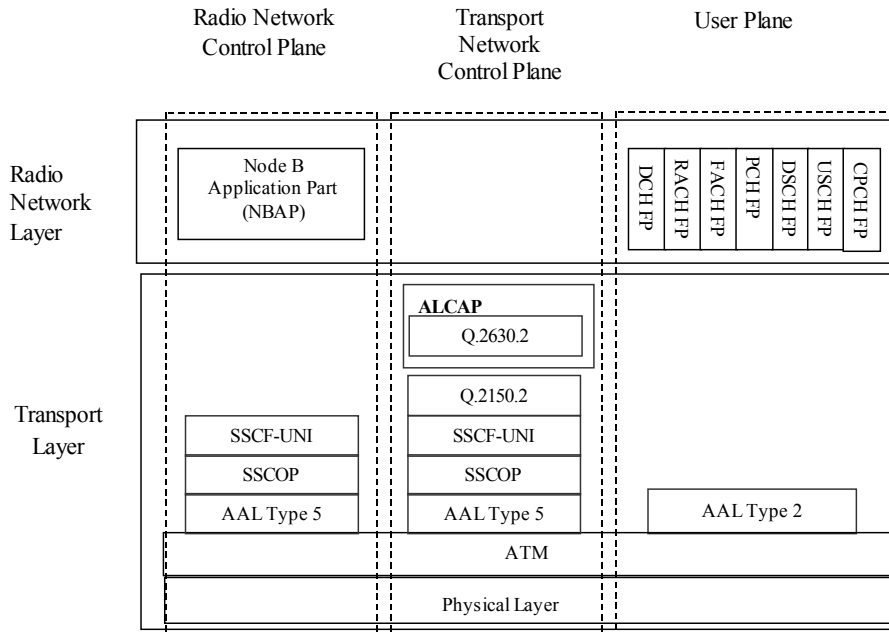 Radio Network
Control Plane
Transport
Network
Control Plane
User Plane
Radio
Network
Layer
Node B
Application Part
(NBAP)
DCH FP
RACH FP
FACH FP
PCH FP
DSCH FP
USCH FP
CPCH FP
Transport
Layer
ALCAP
Q.2630.2
Q.2150.2
SSCF-UNI
SSCF-UNI
SSCOP
SSCOP
AAL Type 5
AAL Type 5
AAL Type 2
ATM
Physical Layer